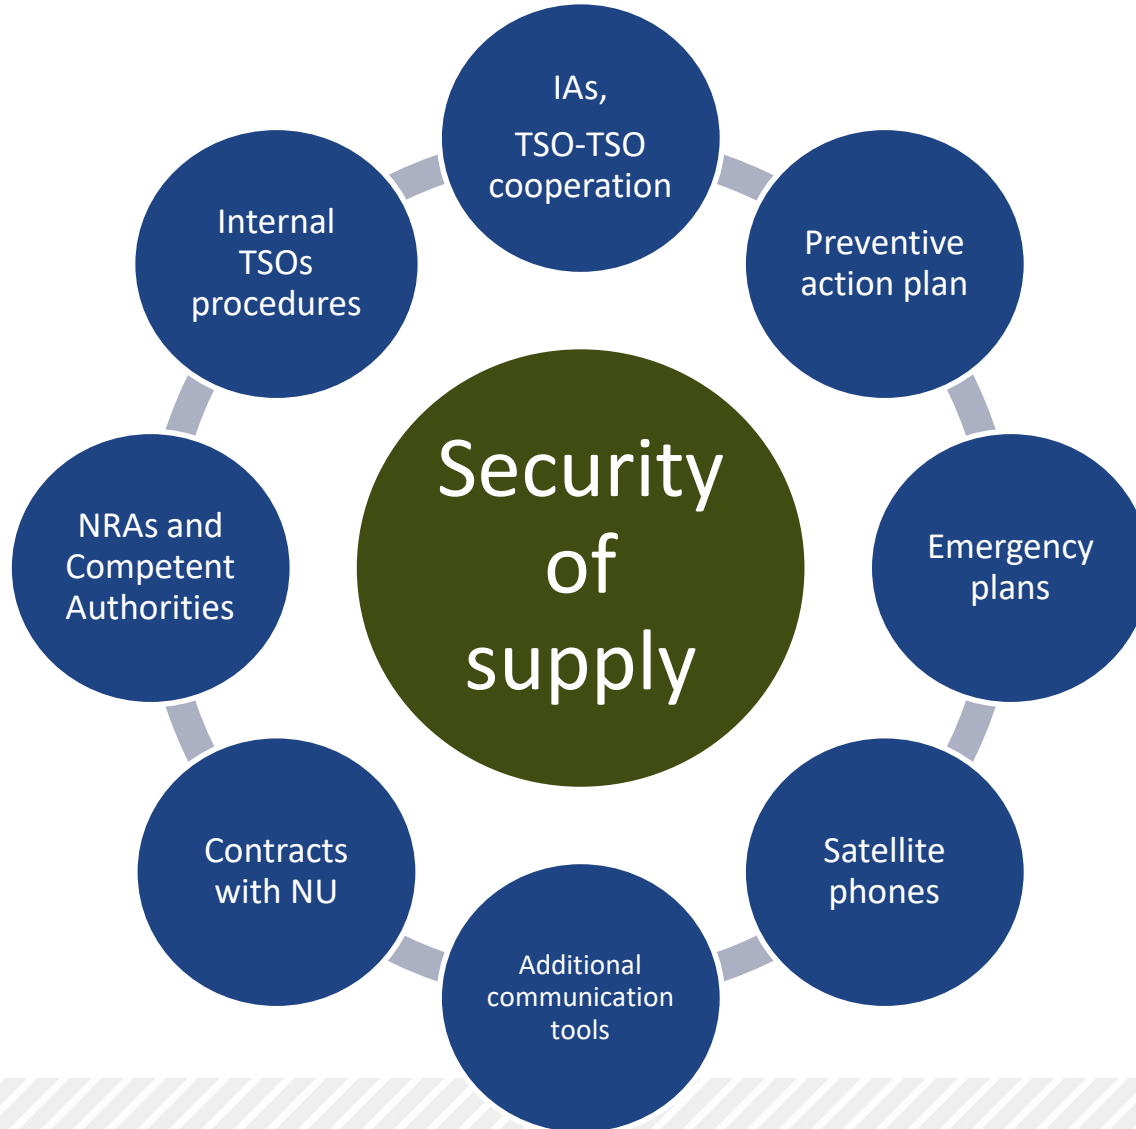 IAs,
TSO-TSO
cooperation
Preventive
action plan
Emergency
plans
Satellite
phones
Additional
communication
tools
Contracts
with NU
NRAs and
Competent
Authorities
Internal
TSOs
procedures
Security
of
supply